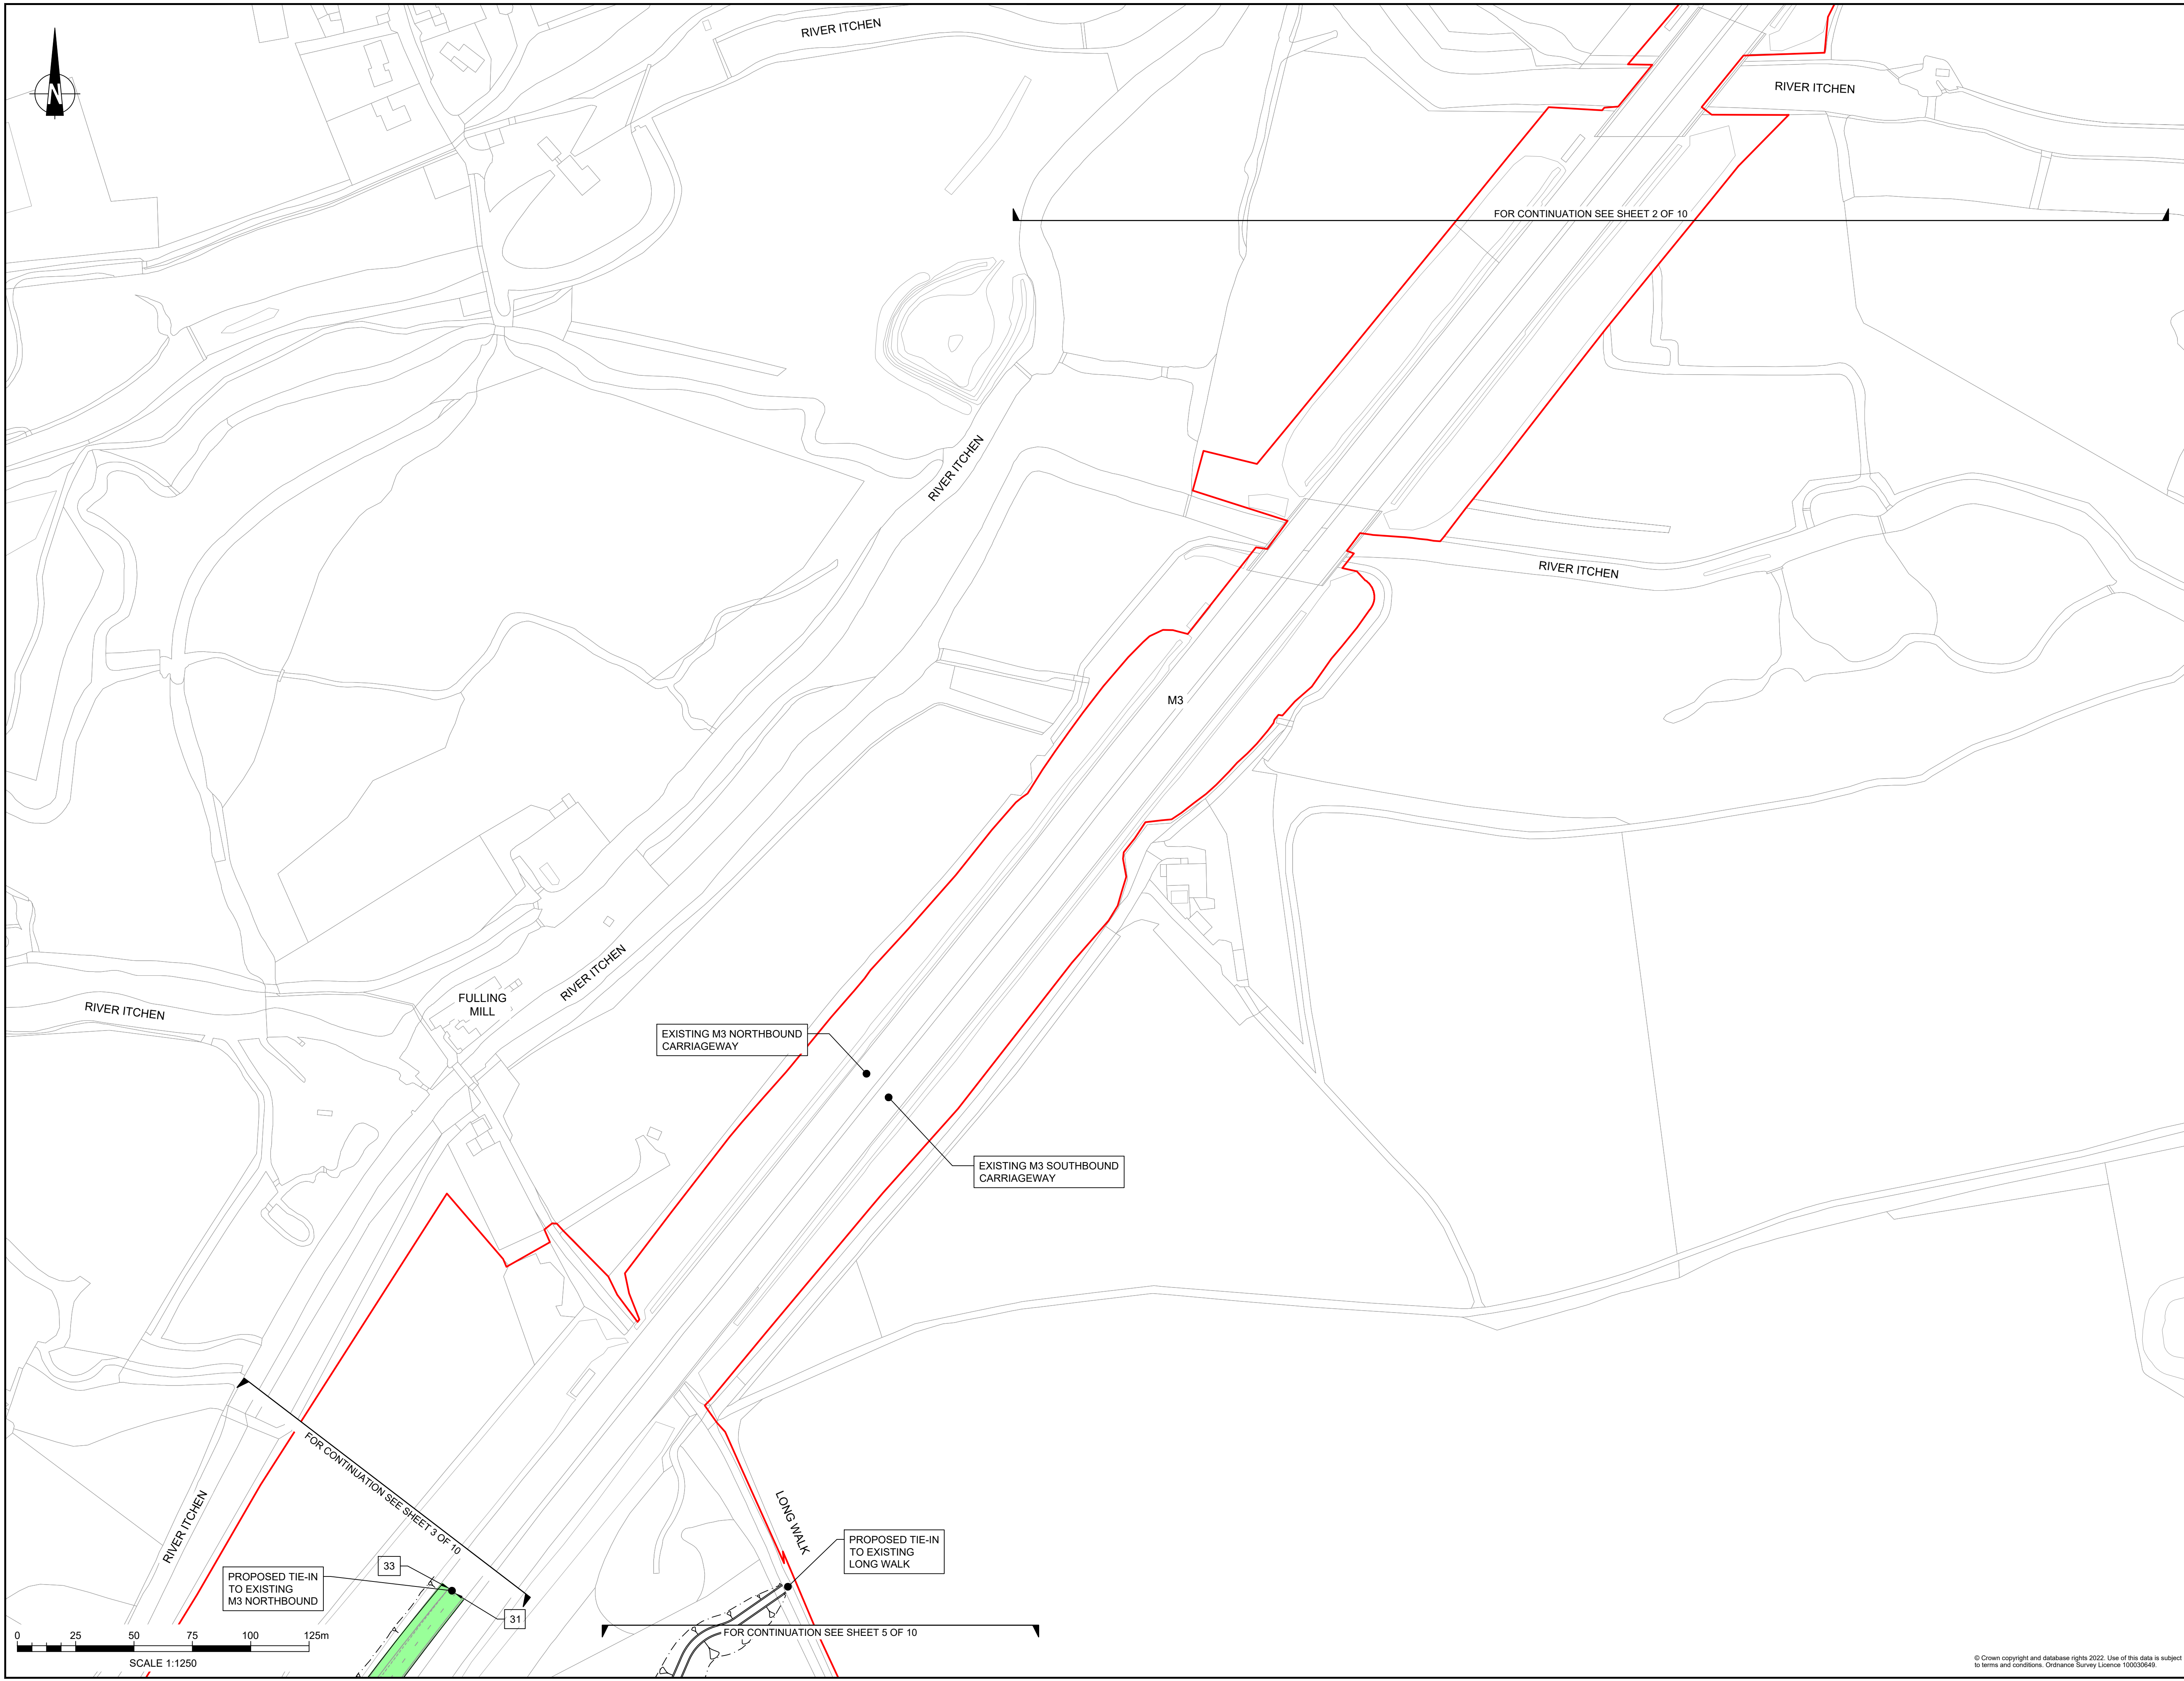 RIVER ITCHEN
N
RIVER ITCHEN
FOR CONTINUATION SEE SHEET 2 OF 10
RIVER ITCHEN
RIVER ITCHEN
M3
RIVER ITCHEN
FULLING
MILL
RIVER ITCHEN
EXISTING M3 NORTHBOUND
CARRIAGEWAY
EXISTING M3 SOUTHBOUND
CARRIAGEWAY
FOR CONTINUATION SEE SHEET 3 OF 10
RIVER ITCHEN
LONG WALK
PROPOSED TIE-IN
TO EXISTING
LONG WALK
33
PROPOSED TIE-IN
TO EXISTING
M3 NORTHBOUND
31
FOR CONTINUATION SEE SHEET 5 OF 10
0 25 50 75 100 125m
SCALE 1:1250
© Crown copyright and database rights 2022. Use of this data is subject
to terms and conditions. Ordnance Survey Licence 100030649.